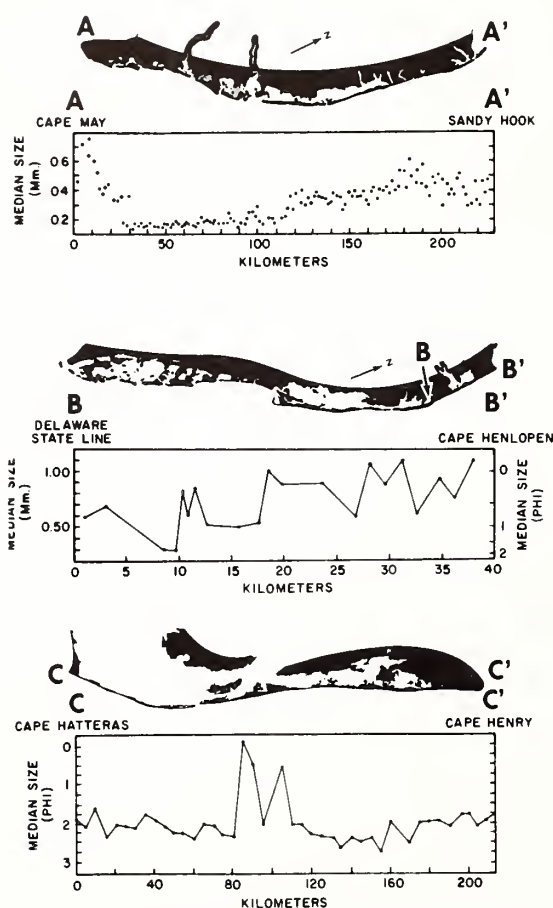 A A'
Z
A A'
CAPE MAY SANDY HOOK
MEDIAN SIZE (Mm.)
0.6
0.4
0.2
0 50 100 150 200
KILOMETERS
Z
B
B'
B B'
DELAWARE STATE LINE CAPE HENLOPEN
MEDIAN SIZE (Mm.)
1.00
0.50
0
1
2
MEDIAN SIZE (PHI)
0 5 10 15 20 25 30 35 40
KILOMETERS
C C'
C C'
CAPE HATTERAS CAPE HENRY
MEDIAN SIZE (PHI)
0
1
2
3
0 40 80 120 160 200
KILOMETERS